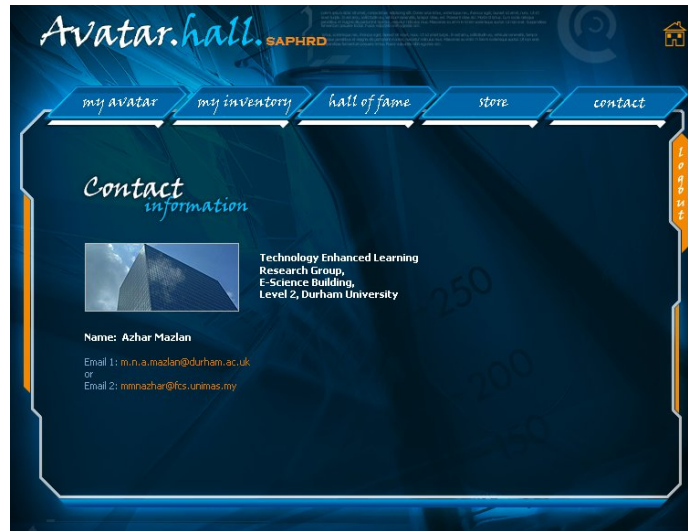 Avatar.hall. SAPHRD
my avatar
my inventory
hall of fame
store
contact
Logout
Contact
information
Technology Enhanced Learning
Research Group,
E-Science Building,
Level 2, Durham University
Name: Azhar Mazlan
Email 1: m.n.a.mazlan@durham.ac.uk
or
Email 2: mmnazhar@fcs.unimas.my
250
200
150